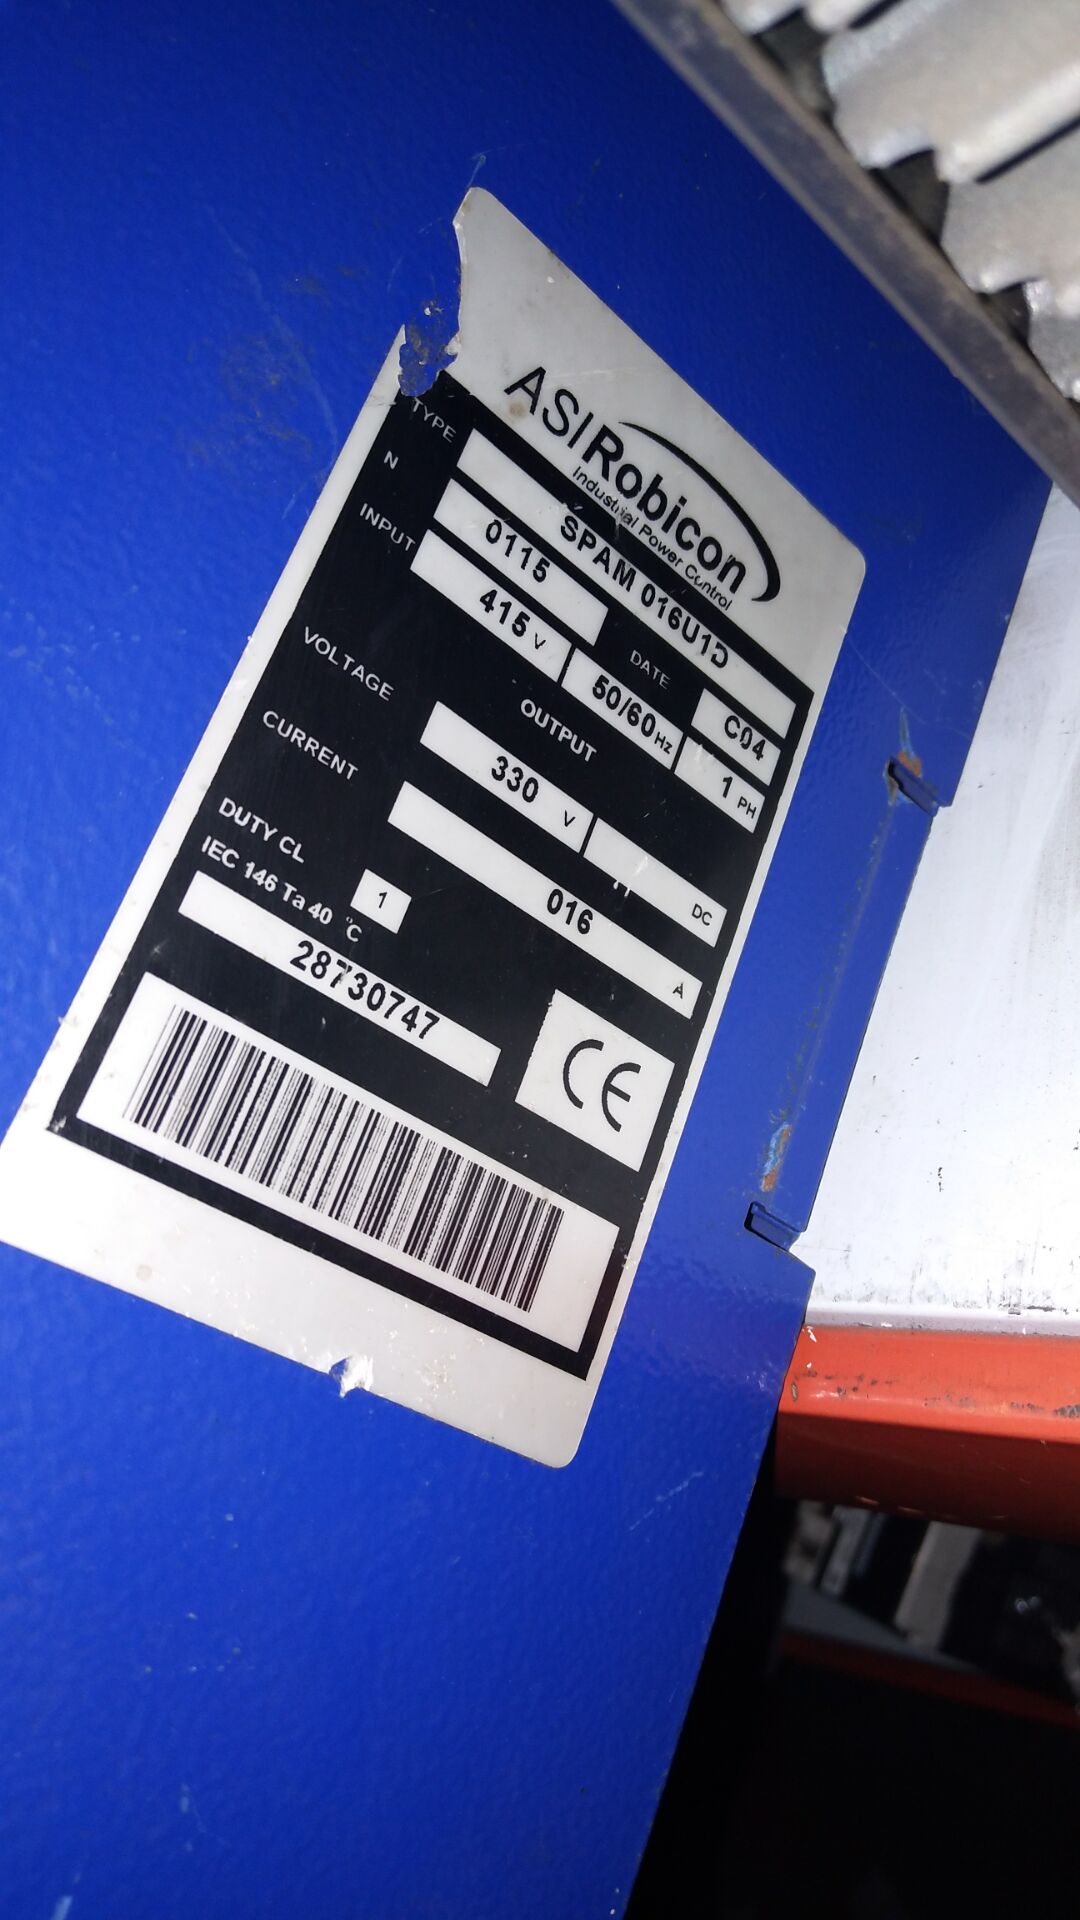 ASIRobicon
Industrial Power Control
TYPE SPAM 016U1D
N 0115 DATE C04
INPUT 415 V 50/60 Hz 1 PH
OUTPUT
VOLTAGE 330 V DC
CURRENT 016 A
DUTY CL 1
IEC 146 Ta 40 °C
28730747
CE